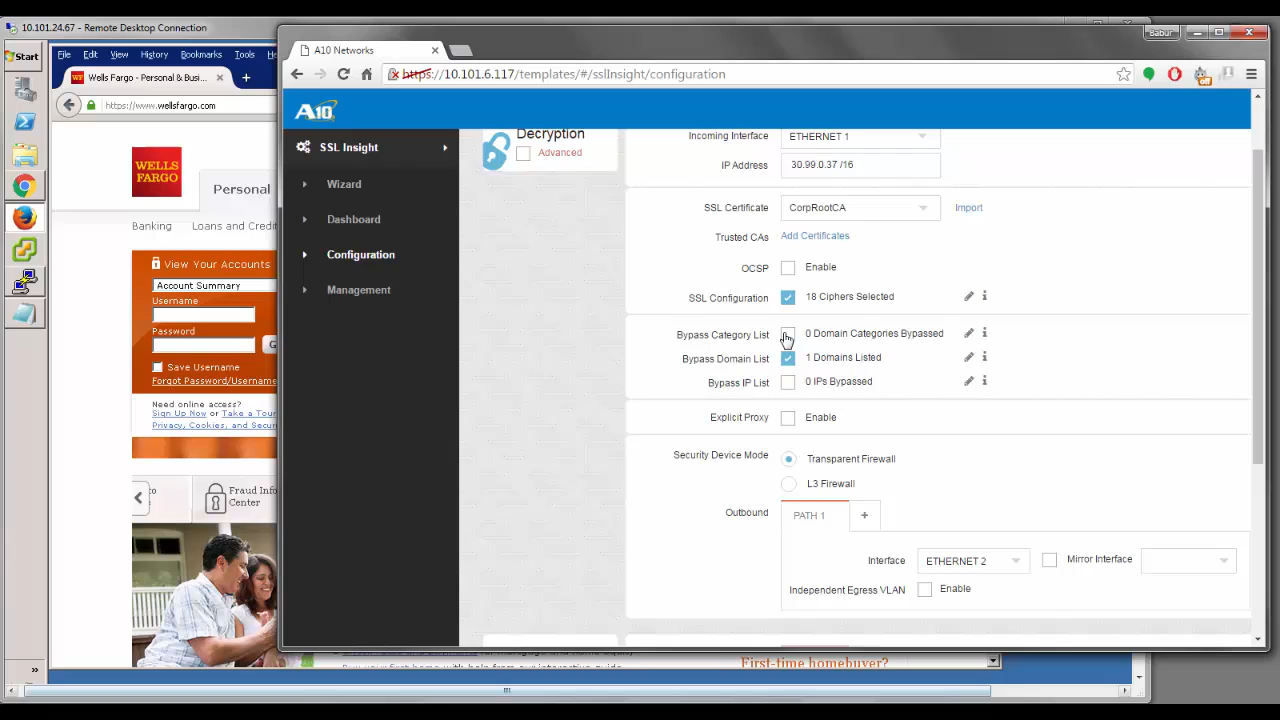 10.101.24.67 - Remote Desktop Connection
Start
File Edit View History Bookmarks Tools
Wells Fargo - Personal & Busi...
https://www.wellsfargo.com
WELLS
FARGO
Personal
Banking Loans and Credit
View Your Accounts
Account Summary
Username
Password
Save Username
Forgot Password/Username
Need online access?
Sign Up Now or Take a Tour
Privacy, Cookies, and
Fraud
Center
Babur
A10 Networks
https://10.101.6.117/templates/#/sslInsight/configuration
A10
SSL Insight
Wizard
Dashboard
Configuration
Management
Decryption
Advanced
Incoming Interface ETHERNET 1
IP Address 30.99.0.37 /16
SSL Certificate CorpRootCA Import
Trusted CAs Add Certificates
OCSP Enable
SSL Configuration 18 Ciphers Selected
Bypass Category List 0 Domain Categories Bypassed
Bypass Domain List 1 Domains Listed
Bypass IP List 0 IPs Bypassed
Explicit Proxy Enable
Security Device Mode Transparent Firewall
L3 Firewall
Outbound PATH 1 +
Interface ETHERNET 2 Mirror Interface
Independent Egress VLAN Enable
First-time homebuyer?